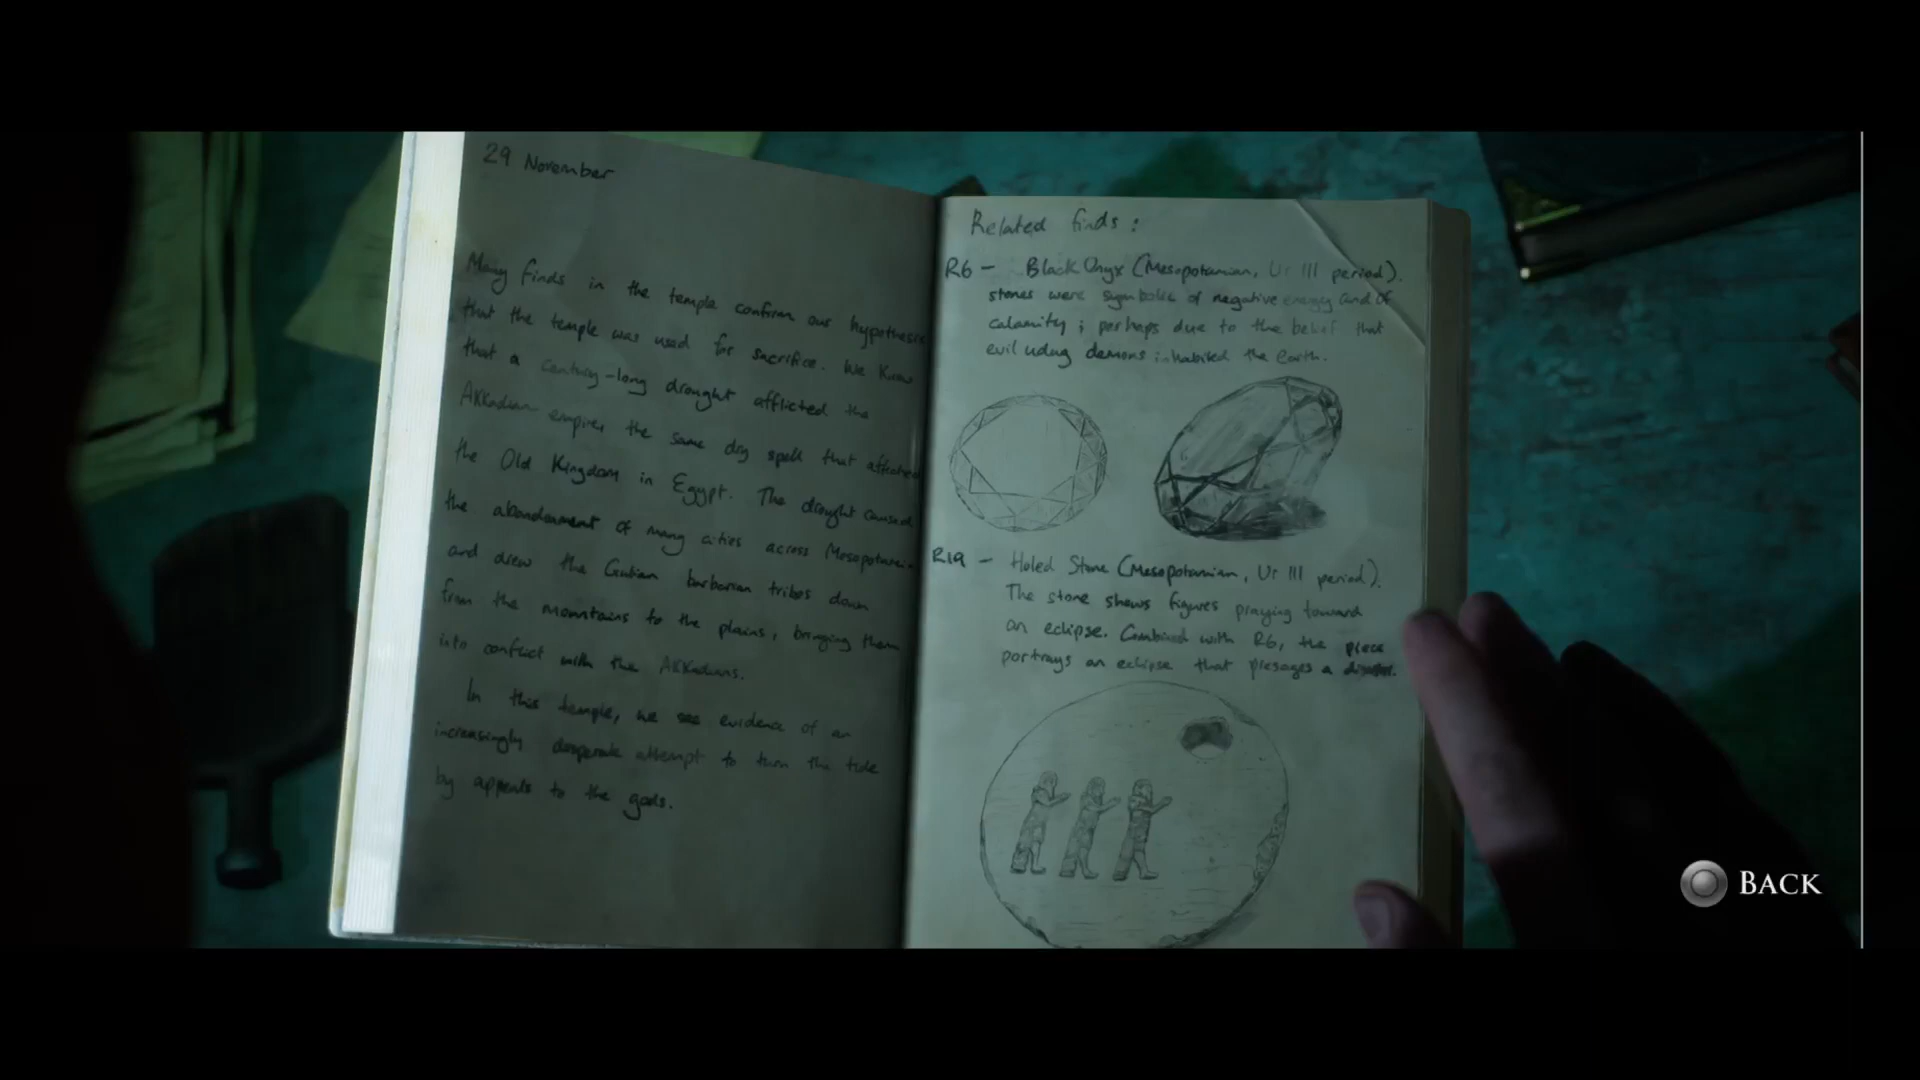 29 November
Many finds in the temple confirm our hypothesis
that the temple was used for sacrifice. We know
that a century-long drought afflicted the
Akkadian empire, the same dry spell that affected
the Old Kingdom in Egypt. The drought caused
the abandonment of many cities across Mesopotami-
and drew the Gutian barbarian tribes down
from the mountains to the plains, bringing them
into conflict with the Akkadians.
In this temple, we see evidence of an
increasingly desperate attempt to turn the tide
by appeals to the gods.
Related finds:
R6 - Black Onyx (Mesopotamian, Ur III period).
stones were symbolic of negative energy and of
calamity; perhaps due to the belief that
evil udug demons inhabited the earth.
R19 - Holed Stone (Mesopotamian, Ur III period).
The stone shows figures praying toward
an eclipse. Combined with R6, the piece
portrays an eclipse that presages a disaster.
BACK